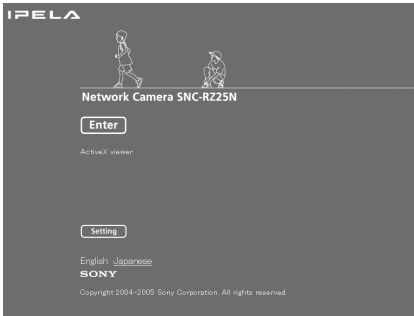 IPELA
Network Camera SNC-RZ25N
Enter
ActiveX viewer
Setting
English Japanese
SONY
Copyright 2004-2005 Sony Corporation. All rights reserved.